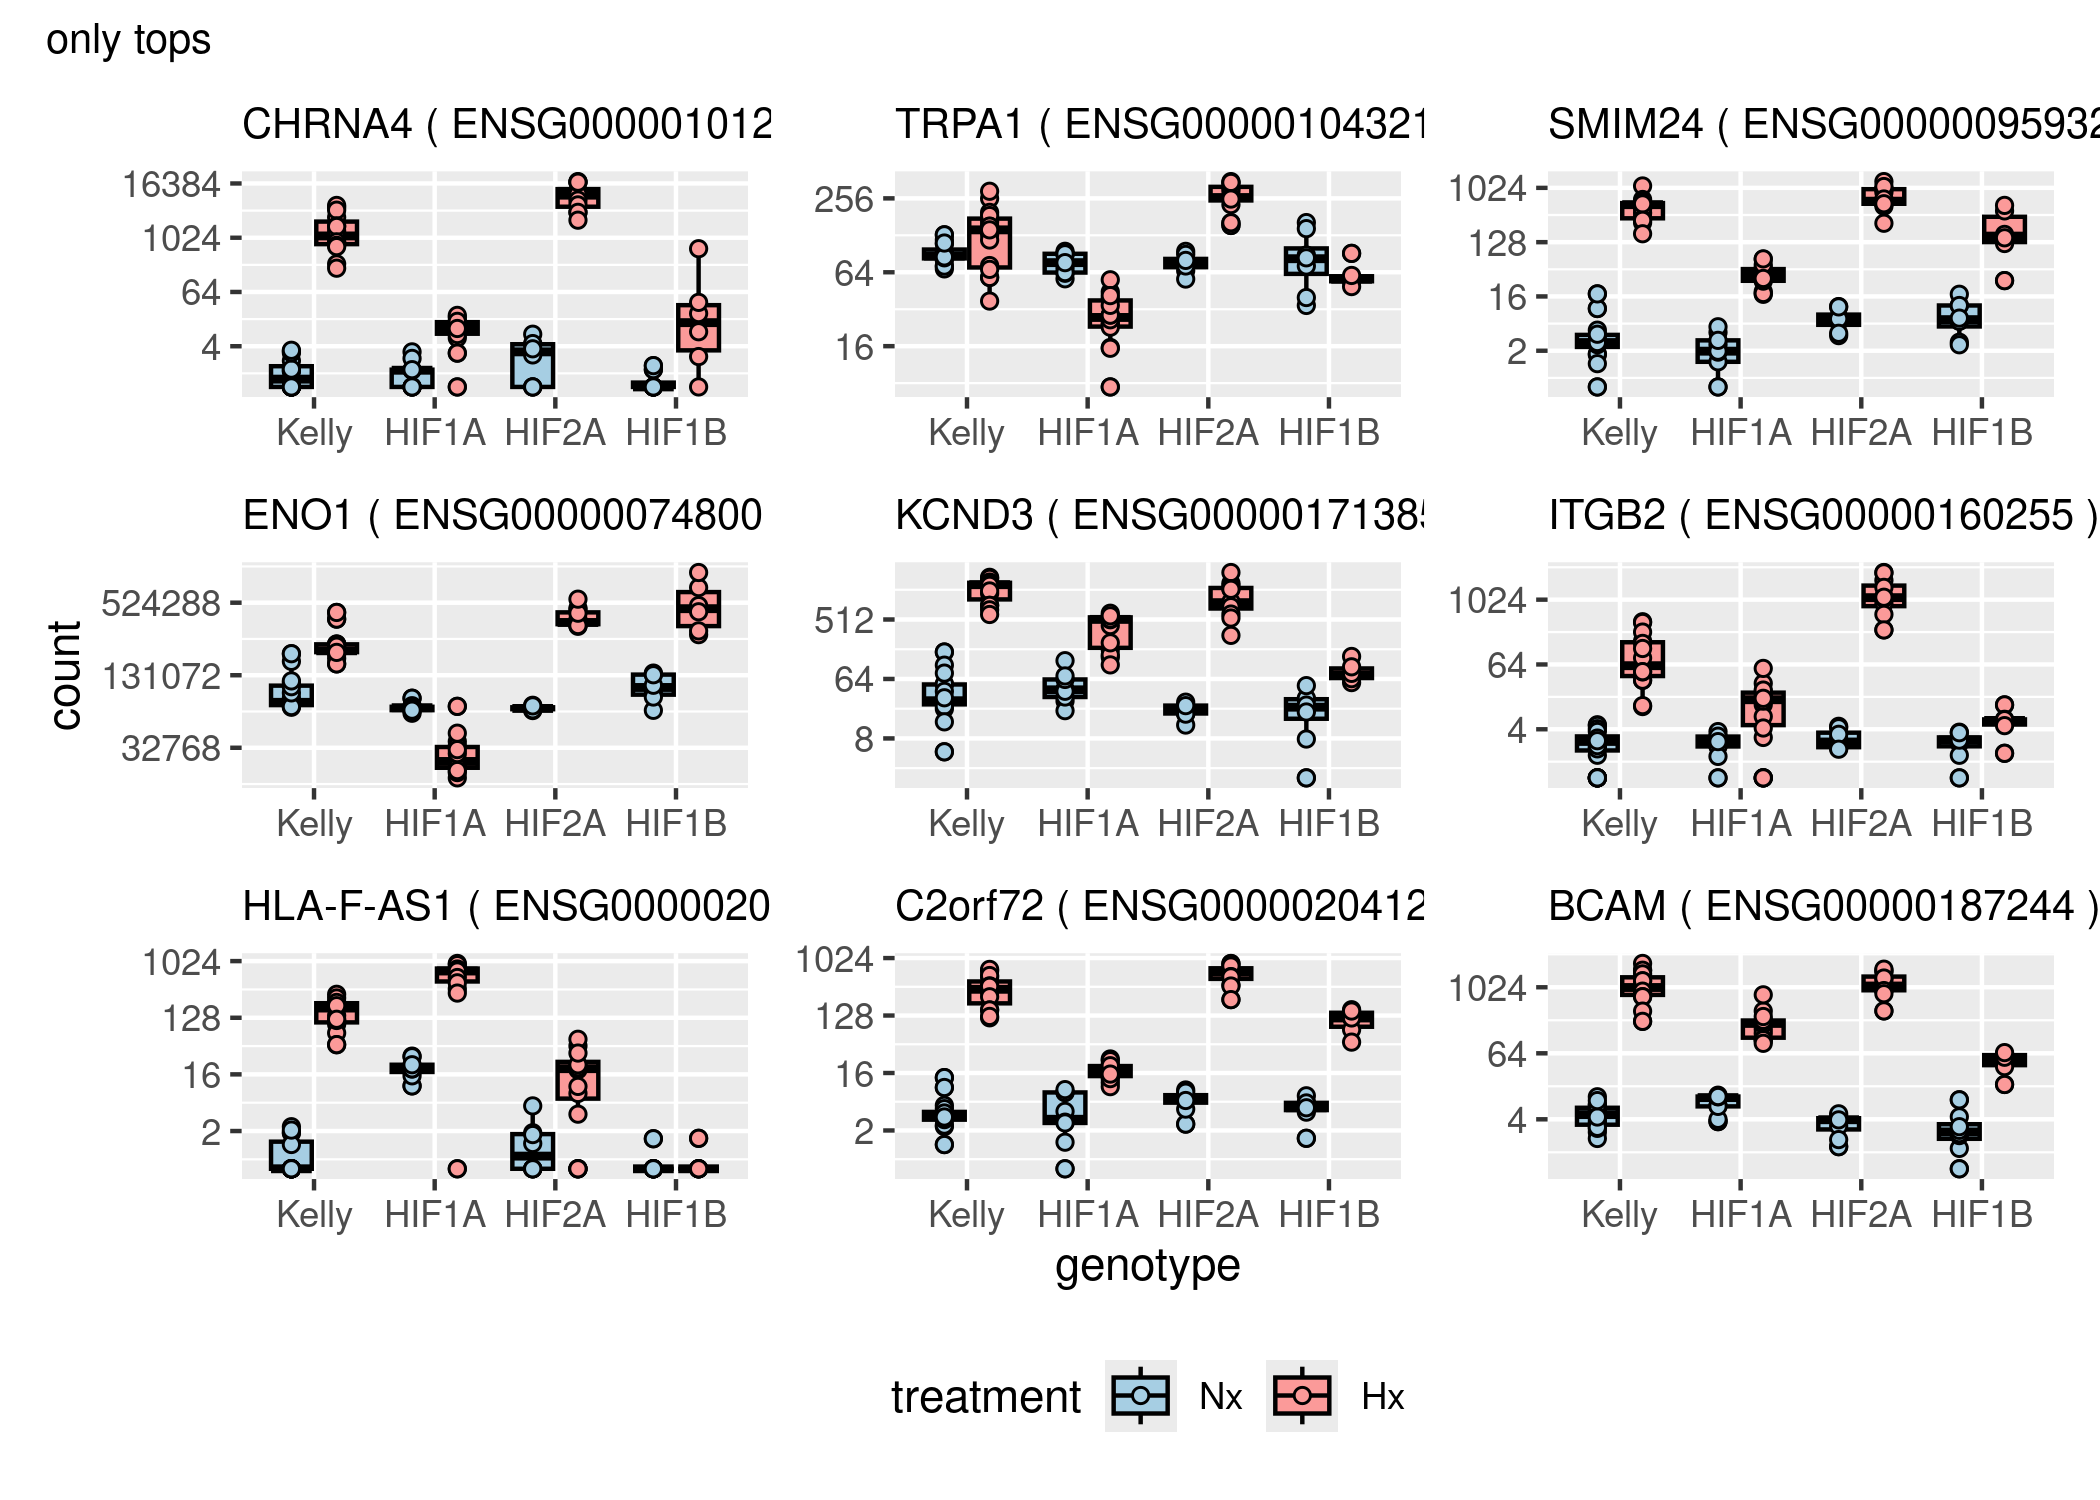 only tops
CHRNA4 ( ENSG000001012
TRPA1 ( ENSG00000104321
SMIM24 ( ENSG00000095932
16384
1024
64
4
256
64
16
1024
128
16
2
Kelly HIF1A HIF2A HIF1B
Kelly HIF1A HIF2A HIF1B
Kelly HIF1A HIF2A HIF1B
ENO1 ( ENSG00000074800
KCND3 ( ENSG00000171385
ITGB2 ( ENSG00000160255 )
count
524288
131072
32768
512
64
8
1024
64
4
Kelly HIF1A HIF2A HIF1B
Kelly HIF1A HIF2A HIF1B
Kelly HIF1A HIF2A HIF1B
HLA-F-AS1 ( ENSG0000020
C2orf72 ( ENSG0000020412
BCAM ( ENSG00000187244 )
1024
128
16
2
1024
128
16
2
1024
64
4
Kelly HIF1A HIF2A HIF1B
Kelly HIF1A HIF2A HIF1B
Kelly HIF1A HIF2A HIF1B
genotype
treatment Nx Hx